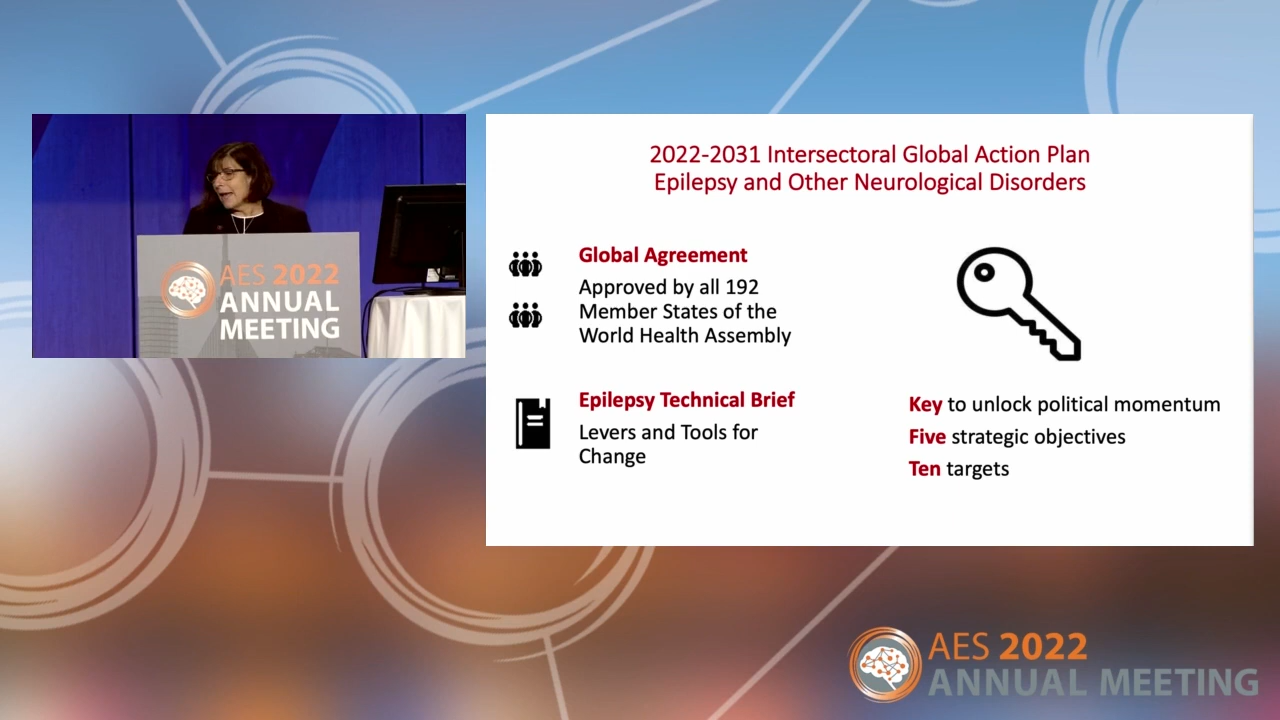 AES 2022
ANNUAL
MEETING
2022-2031 Intersectoral Global Action Plan
Epilepsy and Other Neurological Disorders
Global Agreement
Approved by all 192
Member States of the
World Health Assembly
Epilepsy Technical Brief
Levers and Tools for
Change
Key to unlock political momentum
Five strategic objectives
Ten targets
AES 2022
ANNUAL MEETING